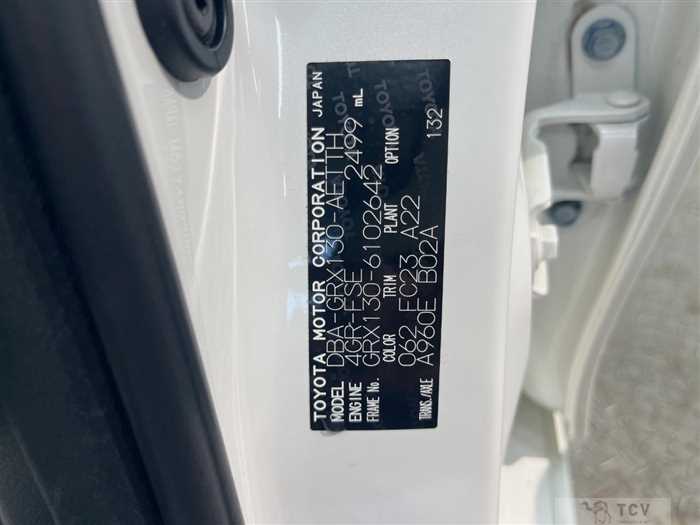 TOYOTA MOTOR CORPORATION JAPAN
MODEL DBA-GRX130-AETTH
ENGINE 4GR-FSE 2499 mL
FRAME No. GRX130-6102642
COLOR TRIM PLANT OPTION
062 FC23 A22 132
TRANS./AXLE A960E B02A
TCV